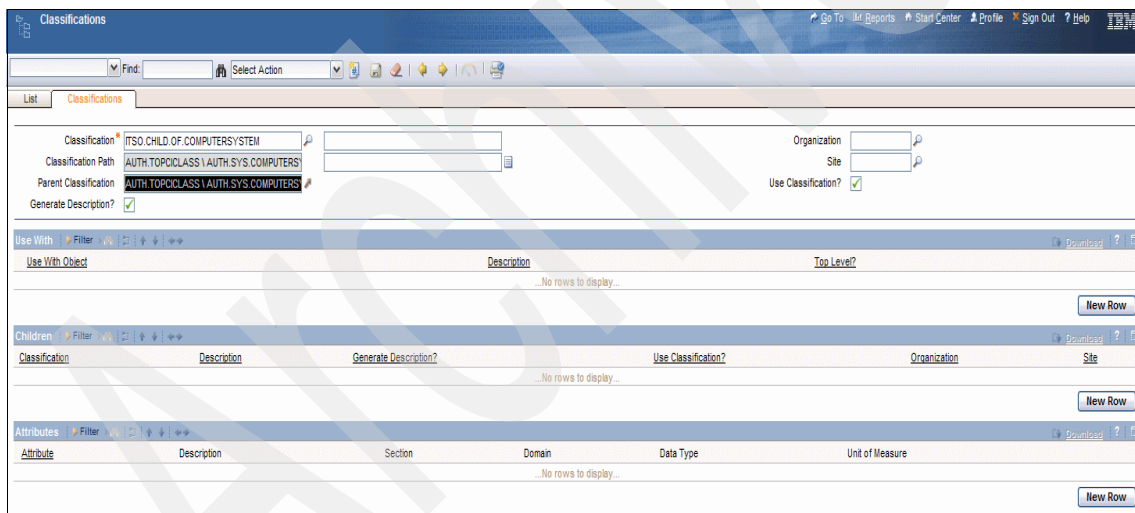 Classifications
Go To Reports Start Center Profile Sign Out ? Help IBM
Find: Select Action
List Classifications
Classification ITSO.CHILD.OF.COMPUTERSYSTEM Organization
Classification Path AUTH.TOPCICLASS \ AUTH.SYS.COMPUTERSY Site
Parent Classification AUTH.TOPCICLASS \ AUTH.SYS.COMPUTERSY Use Classification?
Generate Description?
Use With Filter Download ?
Use With Object Description Top Level?
...No rows to display...
New Row
Children Filter Download ?
Classification Description Generate Description? Use Classification? Organization Site
...No rows to display...
New Row
Attributes Filter Download ?
Attribute Description Section Domain Data Type Unit of Measure
...No rows to display...
New Row